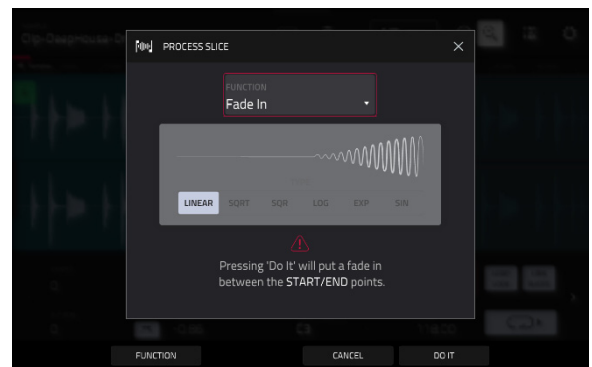 PROCESS SLICE
FUNCTION
Fade In
LINEAR SQRT SQR LOG EXP SIN
Pressing 'Do It' will put a fade in
between the START/END points.
FUNCTION CANCEL DO IT